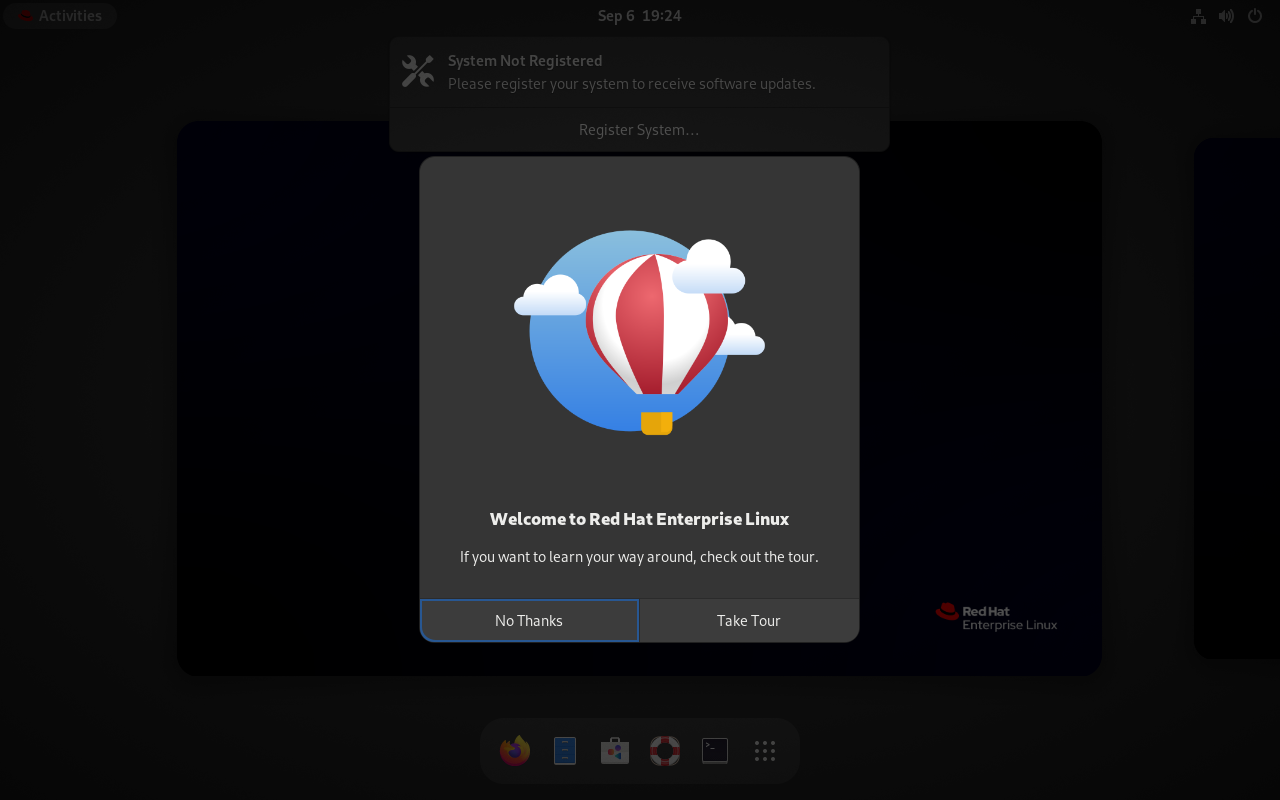 Activities
Sep 6 19:24
System Not Registered
Please register your system to receive software updates.
Register System…
Welcome to Red Hat Enterprise Linux
If you want to learn your way around, check out the tour.
No Thanks
Take Tour
Red Hat
Enterprise Linux
>_